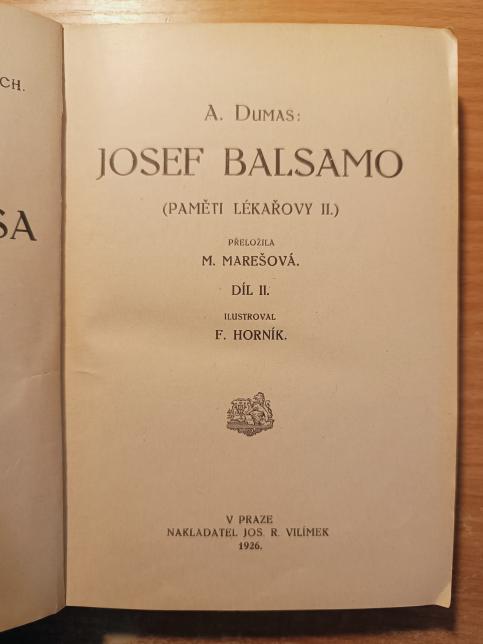 CH.
SA
A. DUMAS:
JOSEF BALSAMO
(PAMĚTI LÉKAŘOVY II.)
PŘELOŽILA
M. MAREŠOVÁ.
DÍL II.
ILUSTROVAL
F. HORNÍK.
V PRAZE
NAKLADATEL JOS. R. VILÍMEK
1926.